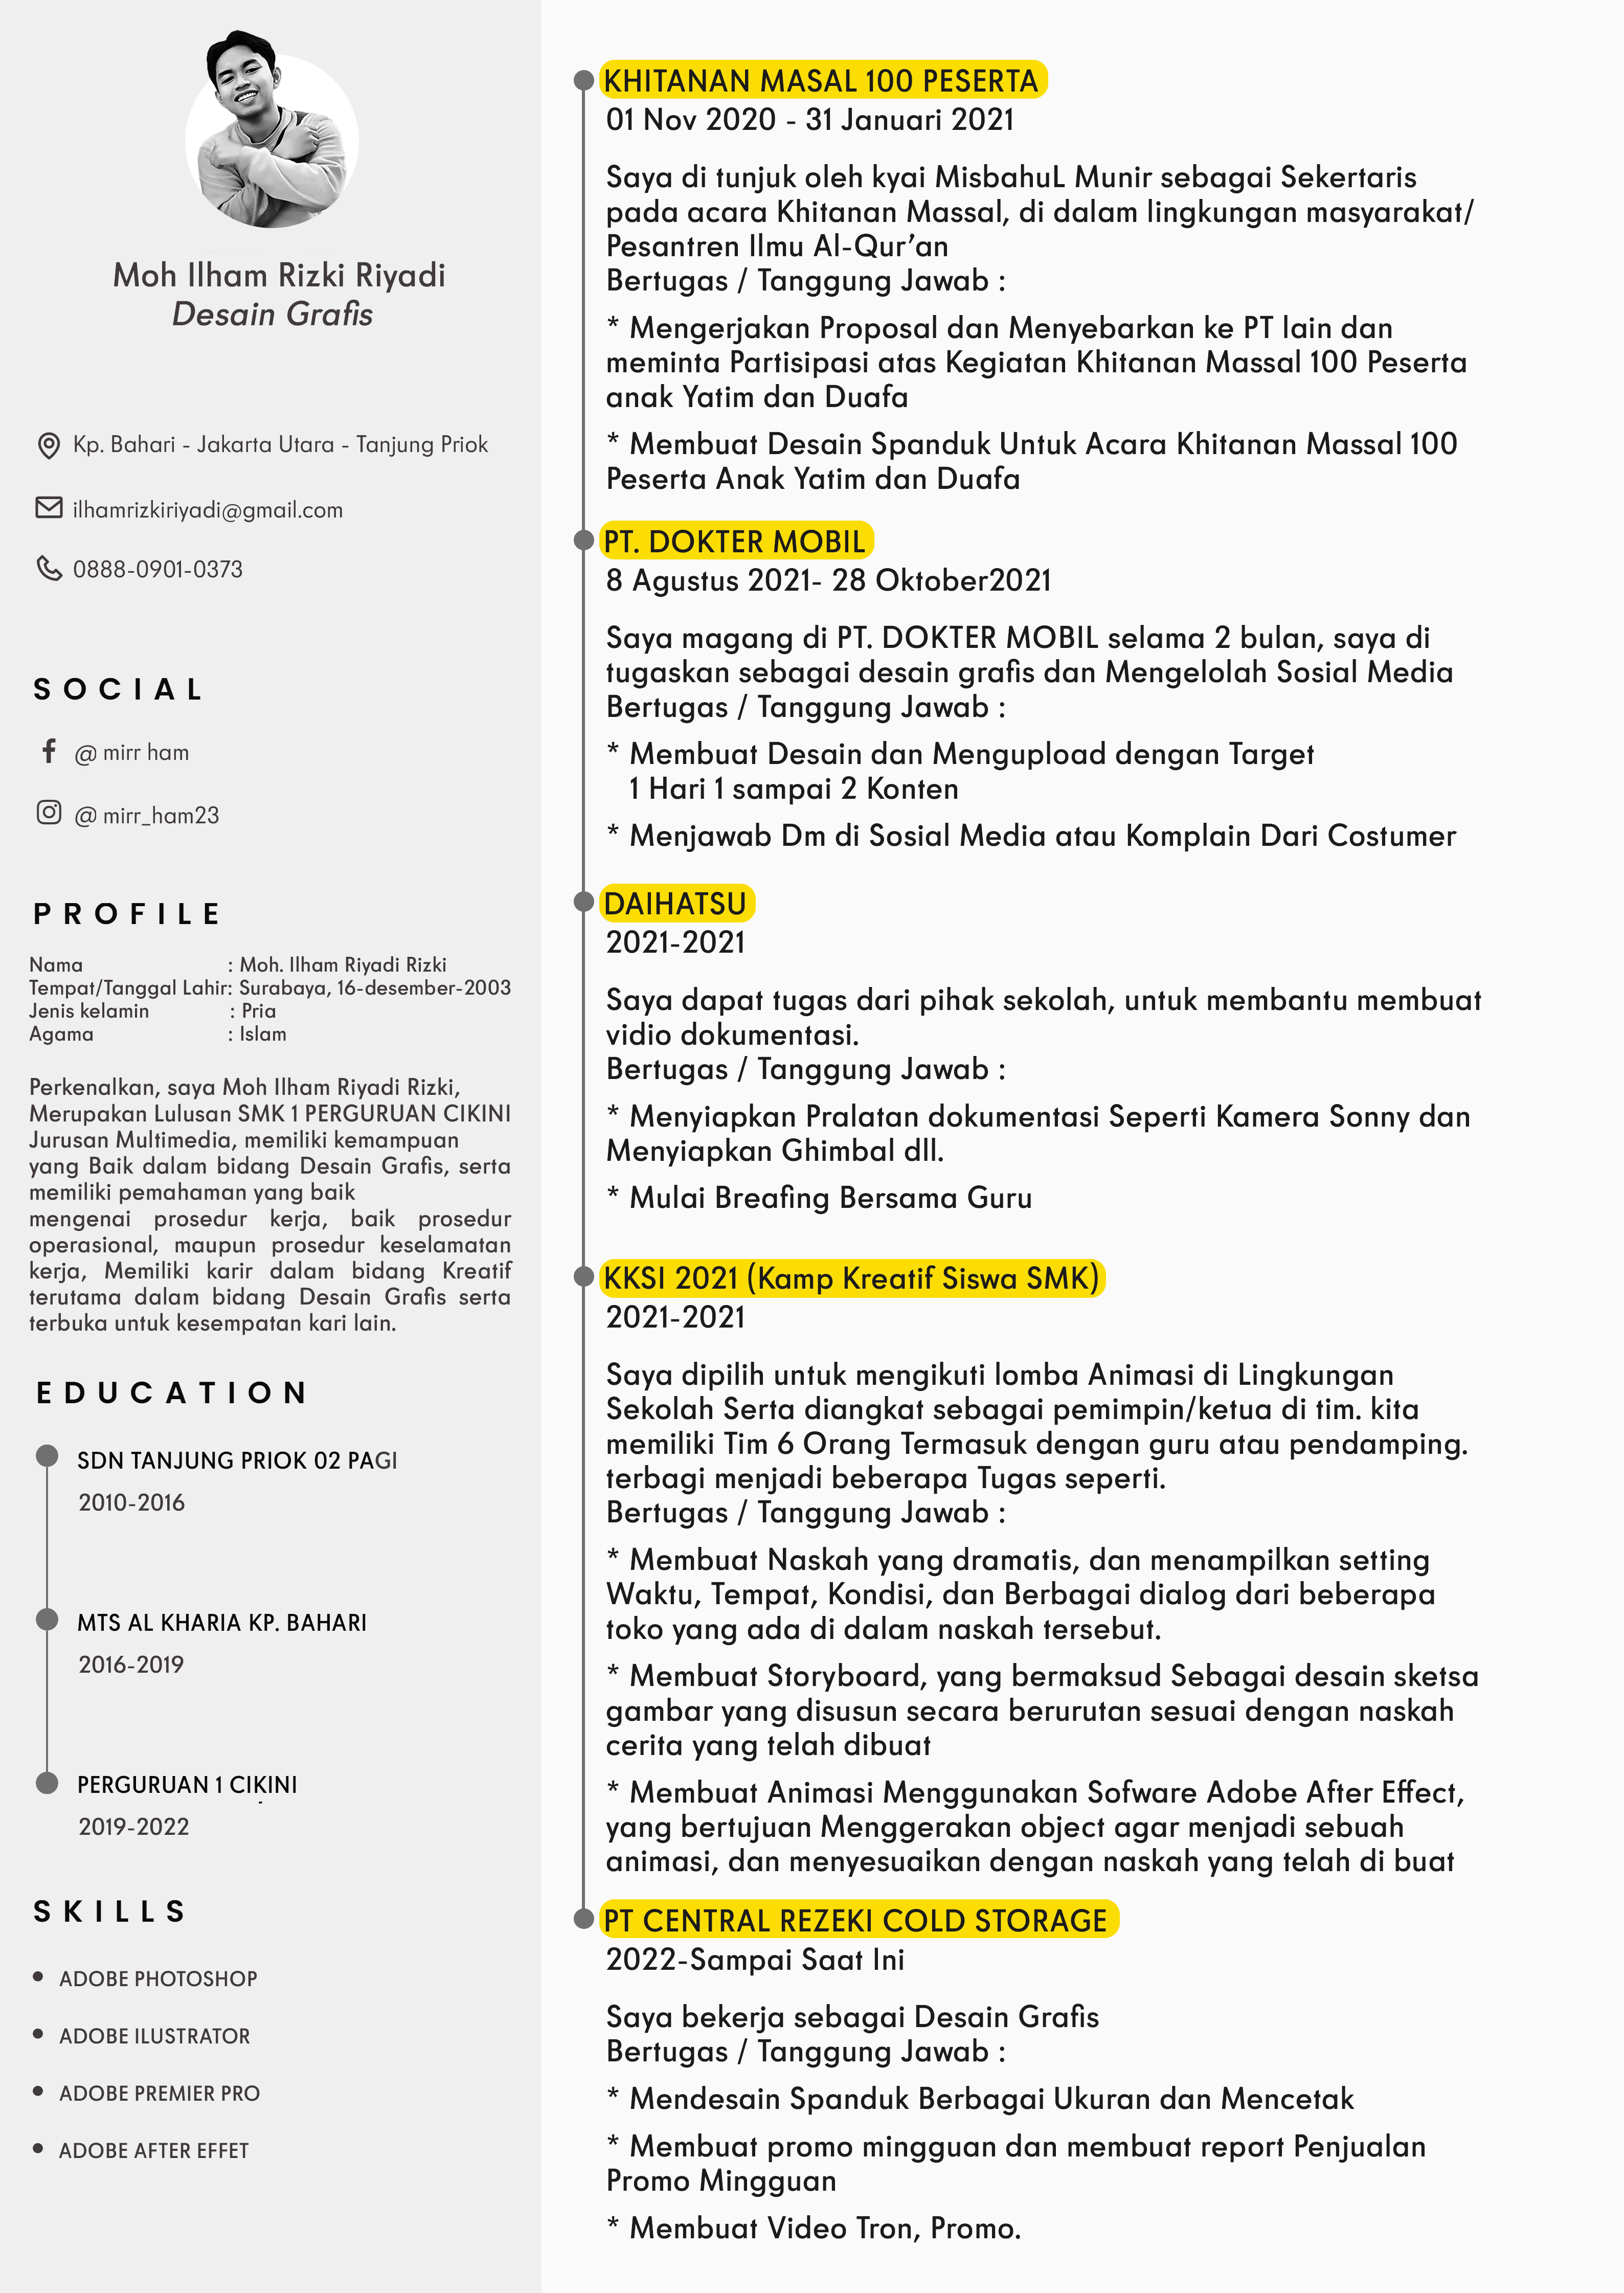 Moh Ilham Rizki Riyadi
Desain Grafis
Kp. Bahari - Jakarta Utara - Tanjung Priok
ilhamrizkiriyadi@gmail.com
0888-0901-0373
SOCIAL
@ mirr ham
@ mirr_ham23
PROFILE
Nama : Moh. Ilham Riyadi Rizki
Tempat/Tanggal Lahir: Surabaya, 16-desember-2003
Jenis kelamin : Pria
Agama : Islam
Perkenalkan, saya Moh Ilham Riyadi Rizki,
Merupakan Lulusan SMK 1 PERGURUAN CIKINI
Jurusan Multimedia, memiliki kemampuan
yang Baik dalam bidang Desain Grafis, serta
memiliki pemahaman yang baik
mengenai prosedur kerja, baik prosedur
operasional, maupun prosedur keselamatan
kerja, Memiliki karir dalam bidang Kreatif
terutama dalam bidang Desain Grafis serta
terbuka untuk kesempatan kari lain.
EDUCATION
SDN TANJUNG PRIOK 02 PAGI
2010-2016
MTS AL KHARIA KP. BAHARI
2016-2019
PERGURUAN 1 CIKINI
2019-2022
SKILLS
ADOBE PHOTOSHOP
ADOBE ILUSTRATOR
ADOBE PREMIER PRO
ADOBE AFTER EFFET
KHITANAN MASAL 100 PESERTA
01 Nov 2020 - 31 Januari 2021
Saya di tunjuk oleh kyai MisbahuL Munir sebagai Sekertaris
pada acara Khitanan Massal, di dalam lingkungan masyarakat/
Pesantren Ilmu Al-Qur'an
Bertugas / Tanggung Jawab :
* Mengerjakan Proposal dan Menyebarkan ke PT lain dan
meminta Partisipasi atas Kegiatan Khitanan Massal 100 Peserta
anak Yatim dan Duafa
* Membuat Desain Spanduk Untuk Acara Khitanan Massal 100
Peserta Anak Yatim dan Duafa
PT. DOKTER MOBIL
8 Agustus 2021- 28 Oktober2021
Saya magang di PT. DOKTER MOBIL selama 2 bulan, saya di
tugaskan sebagai desain grafis dan Mengelolah Sosial Media
Bertugas / Tanggung Jawab :
* Membuat Desain dan Mengupload dengan Target
1 Hari 1 sampai 2 Konten
* Menjawab Dm di Sosial Media atau Komplain Dari Costumer
DAIHATSU
2021-2021
Saya dapat tugas dari pihak sekolah, untuk membantu membuat
vidio dokumentasi.
Bertugas / Tanggung Jawab :
* Menyiapkan Pralatan dokumentasi Seperti Kamera Sonny dan
Menyiapkan Ghimbal dll.
* Mulai Breafing Bersama Guru
KKSI 2021 (Kamp Kreatif Siswa SMK)
2021-2021
Saya dipilih untuk mengikuti lomba Animasi di Lingkungan
Sekolah Serta diangkat sebagai pemimpin/ketua di tim. kita
memiliki Tim 6 Orang Termasuk dengan guru atau pendamping.
terbagi menjadi beberapa Tugas seperti.
Bertugas / Tanggung Jawab :
* Membuat Naskah yang dramatis, dan menampilkan setting
Waktu, Tempat, Kondisi, dan Berbagai dialog dari beberapa
toko yang ada di dalam naskah tersebut.
* Membuat Storyboard, yang bermaksud Sebagai desain sketsa
gambar yang disusun secara berurutan sesuai dengan naskah
cerita yang telah dibuat
* Membuat Animasi Menggunakan Sofware Adobe After Effect,
yang bertujuan Menggerakan object agar menjadi sebuah
animasi, dan menyesuaikan dengan naskah yang telah di buat
PT CENTRAL REZEKI COLD STORAGE
2022-Sampai Saat Ini
Saya bekerja sebagai Desain Grafis
Bertugas / Tanggung Jawab :
* Mendesain Spanduk Berbagai Ukuran dan Mencetak
* Membuat promo mingguan dan membuat report Penjualan
Promo Mingguan
* Membuat Video Tron, Promo.